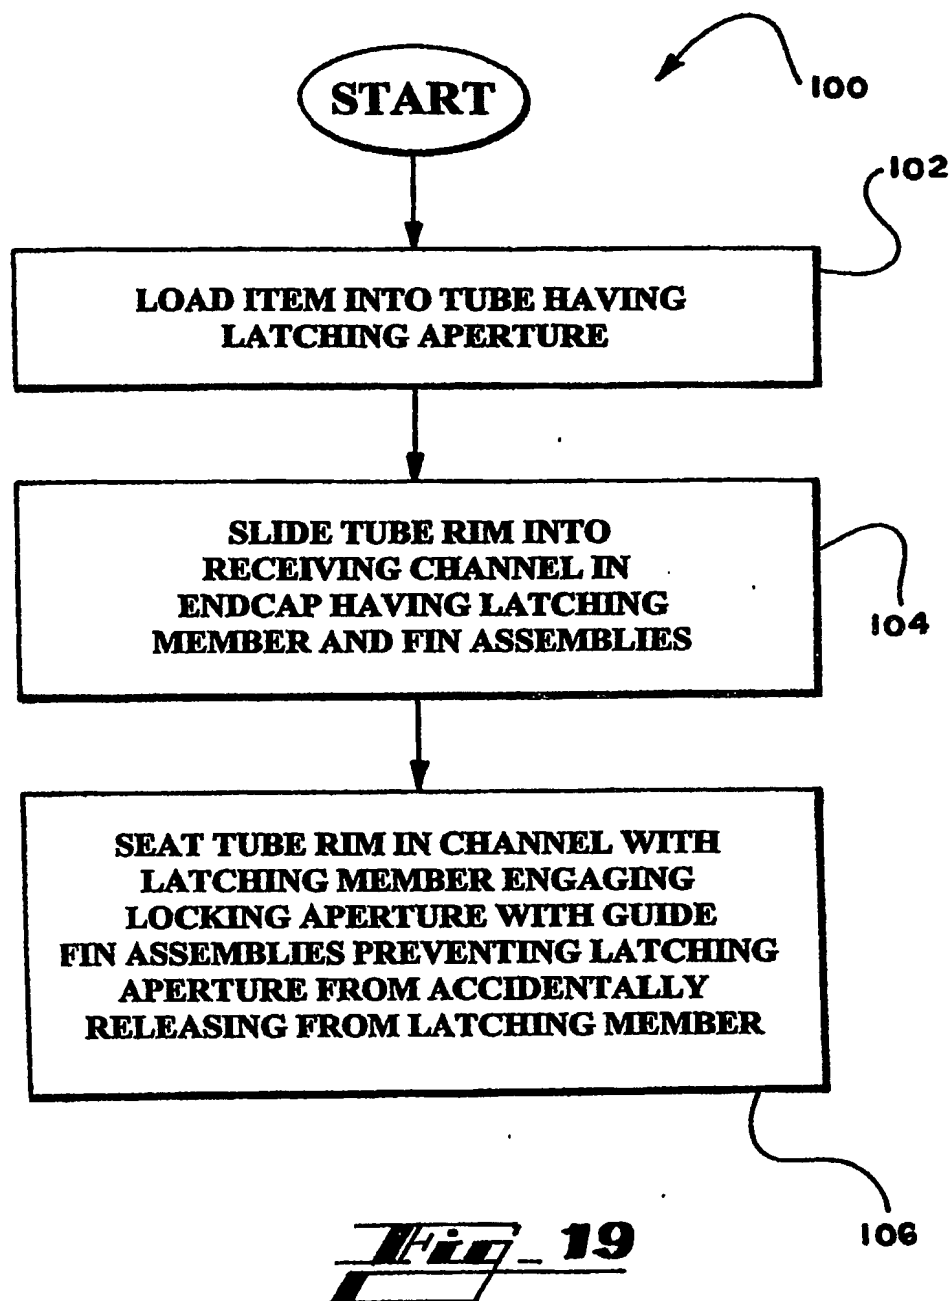 START
100
102
LOAD ITEM INTO TUBE HAVING
LATCHING APERTURE
SLIDE TUBE RIM INTO
RECEIVING CHANNEL IN
ENDCAP HAVING LATCHING
MEMBER AND FIN ASSEMBLIES
104
SEAT TUBE RIM IN CHANNEL WITH
LATCHING MEMBER ENGAGING
LOCKING APERTURE WITH GUIDE
FIN ASSEMBLIES PREVENTING LATCHING
APERTURE FROM ACCIDENTALLY
RELEASING FROM LATCHING MEMBER
106
Fig_19